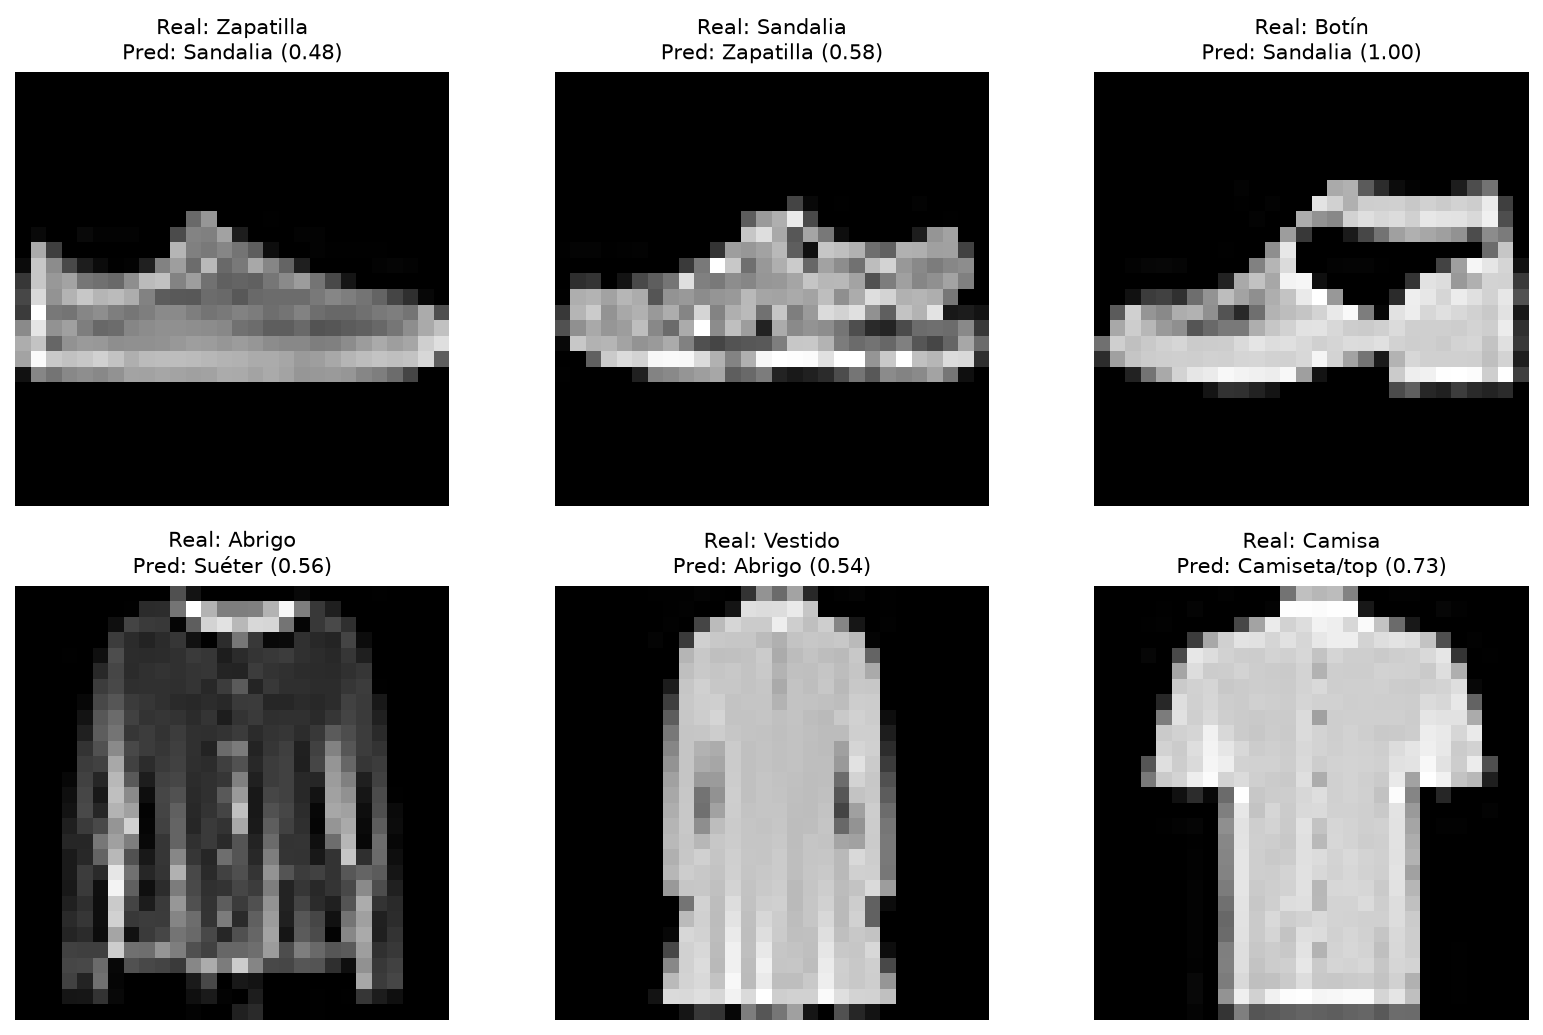 Real: Zapatilla
Pred: Sandalia (0.48)
Real: Sandalia
Pred: Zapatilla (0.58)
Real: Botín
Pred: Sandalia (1.00)
Real: Abrigo
Pred: Suéter (0.56)
Real: Vestido
Pred: Abrigo (0.54)
Real: Camisa
Pred: Camiseta/top (0.73)